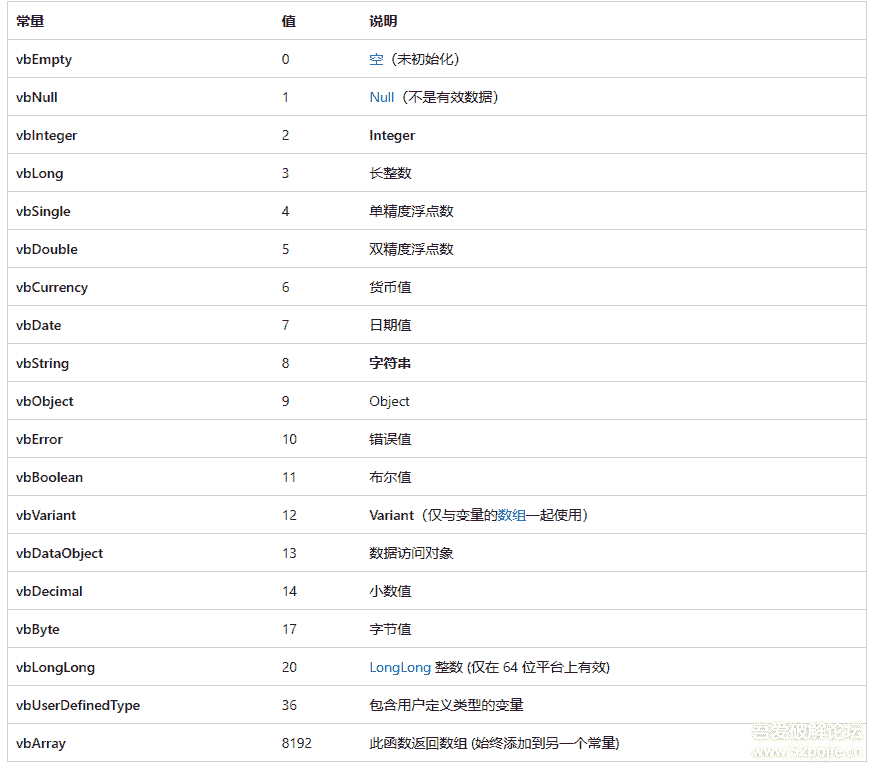 常量 值 说明
vbEmpty 0 空（未初始化）
vbNull 1 Null（不是有效数据）
vbInteger 2 Integer
vbLong 3 长整数
vbSingle 4 单精度浮点数
vbDouble 5 双精度浮点数
vbCurrency 6 货币值
vbDate 7 日期值
vbString 8 字符串
vbObject 9 Object
vbError 10 错误值
vbBoolean 11 布尔值
vbVariant 12 Variant（仅与变量的数组一起使用）
vbDataObject 13 数据访问对象
vbDecimal 14 小数值
vbByte 17 字节值
vbLongLong 20 LongLong 整数 (仅在 64 位平台上有效)
vbUserDefinedType 36 包含用户定义类型的变量
vbArray 8192 此函数返回数组 (始终添加到另一个常量)
吾爱破解论坛
www.52pojie.cn